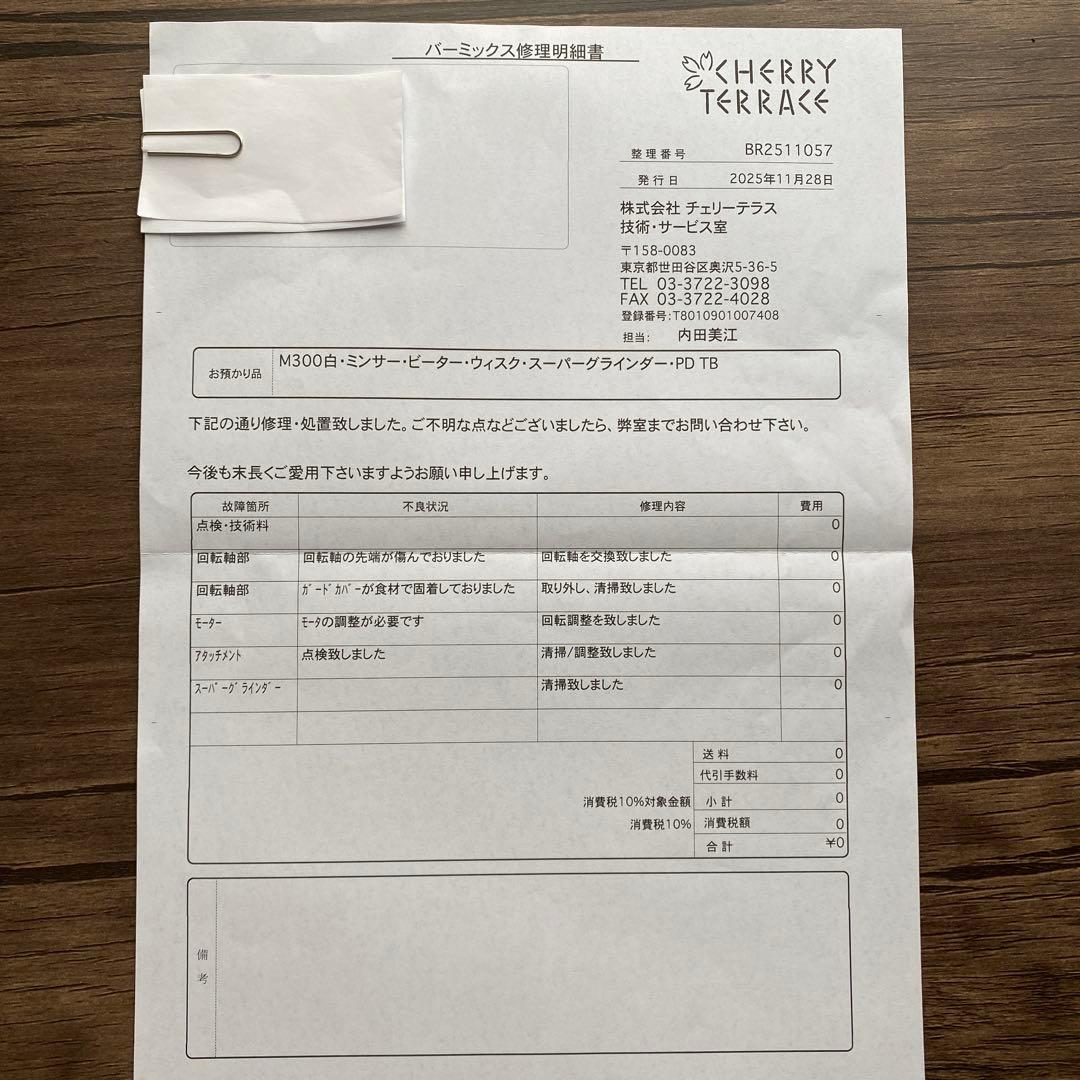 バーミックス修理明細書
CHERRY
TERRACE
整理番号 BR2511057
発行日 2025年11月28日
株式会社 チェリーテラス
技術・サービス室
〒158-0083
東京都世田谷区奥沢5-36-5
TEL 03-3722-3098
FAX 03-3722-4028
登録番号:T8010901007408
担当: 内田美江
お預かり品 M300白・ミンサー・ビーター・ウィスク・スーパーグラインダー・PD TB
下記の通り修理・処置致しました。ご不明な点などございましたら、弊室までお問い合わせ下さい。
今後も末長くご愛用下さいますようお願い申し上げます。
故障箇所 不良状況 修理内容 費用
点検・技術料 0
回転軸部 回転軸の先端が傷んでおりました 回転軸を交換致しました 0
回転軸部 ｶﾞｰﾄﾞｶﾊﾞｰが食材で固着しておりました 取り外し、清掃致しました 0
ﾓｰﾀｰ ﾓｰﾀの調整が必要です 回転調整を致しました 0
ｱﾀｯﾁﾒﾝﾄ 点検致しました 清掃/調整致しました 0
ｽｰﾊﾟｰｸﾞﾗｲﾝﾀﾞｰ 清掃致しました 0
送料 0
代引手数料 0
消費税10%対象金額 小計 0
消費税10% 消費税額 0
合計 ¥0
備考